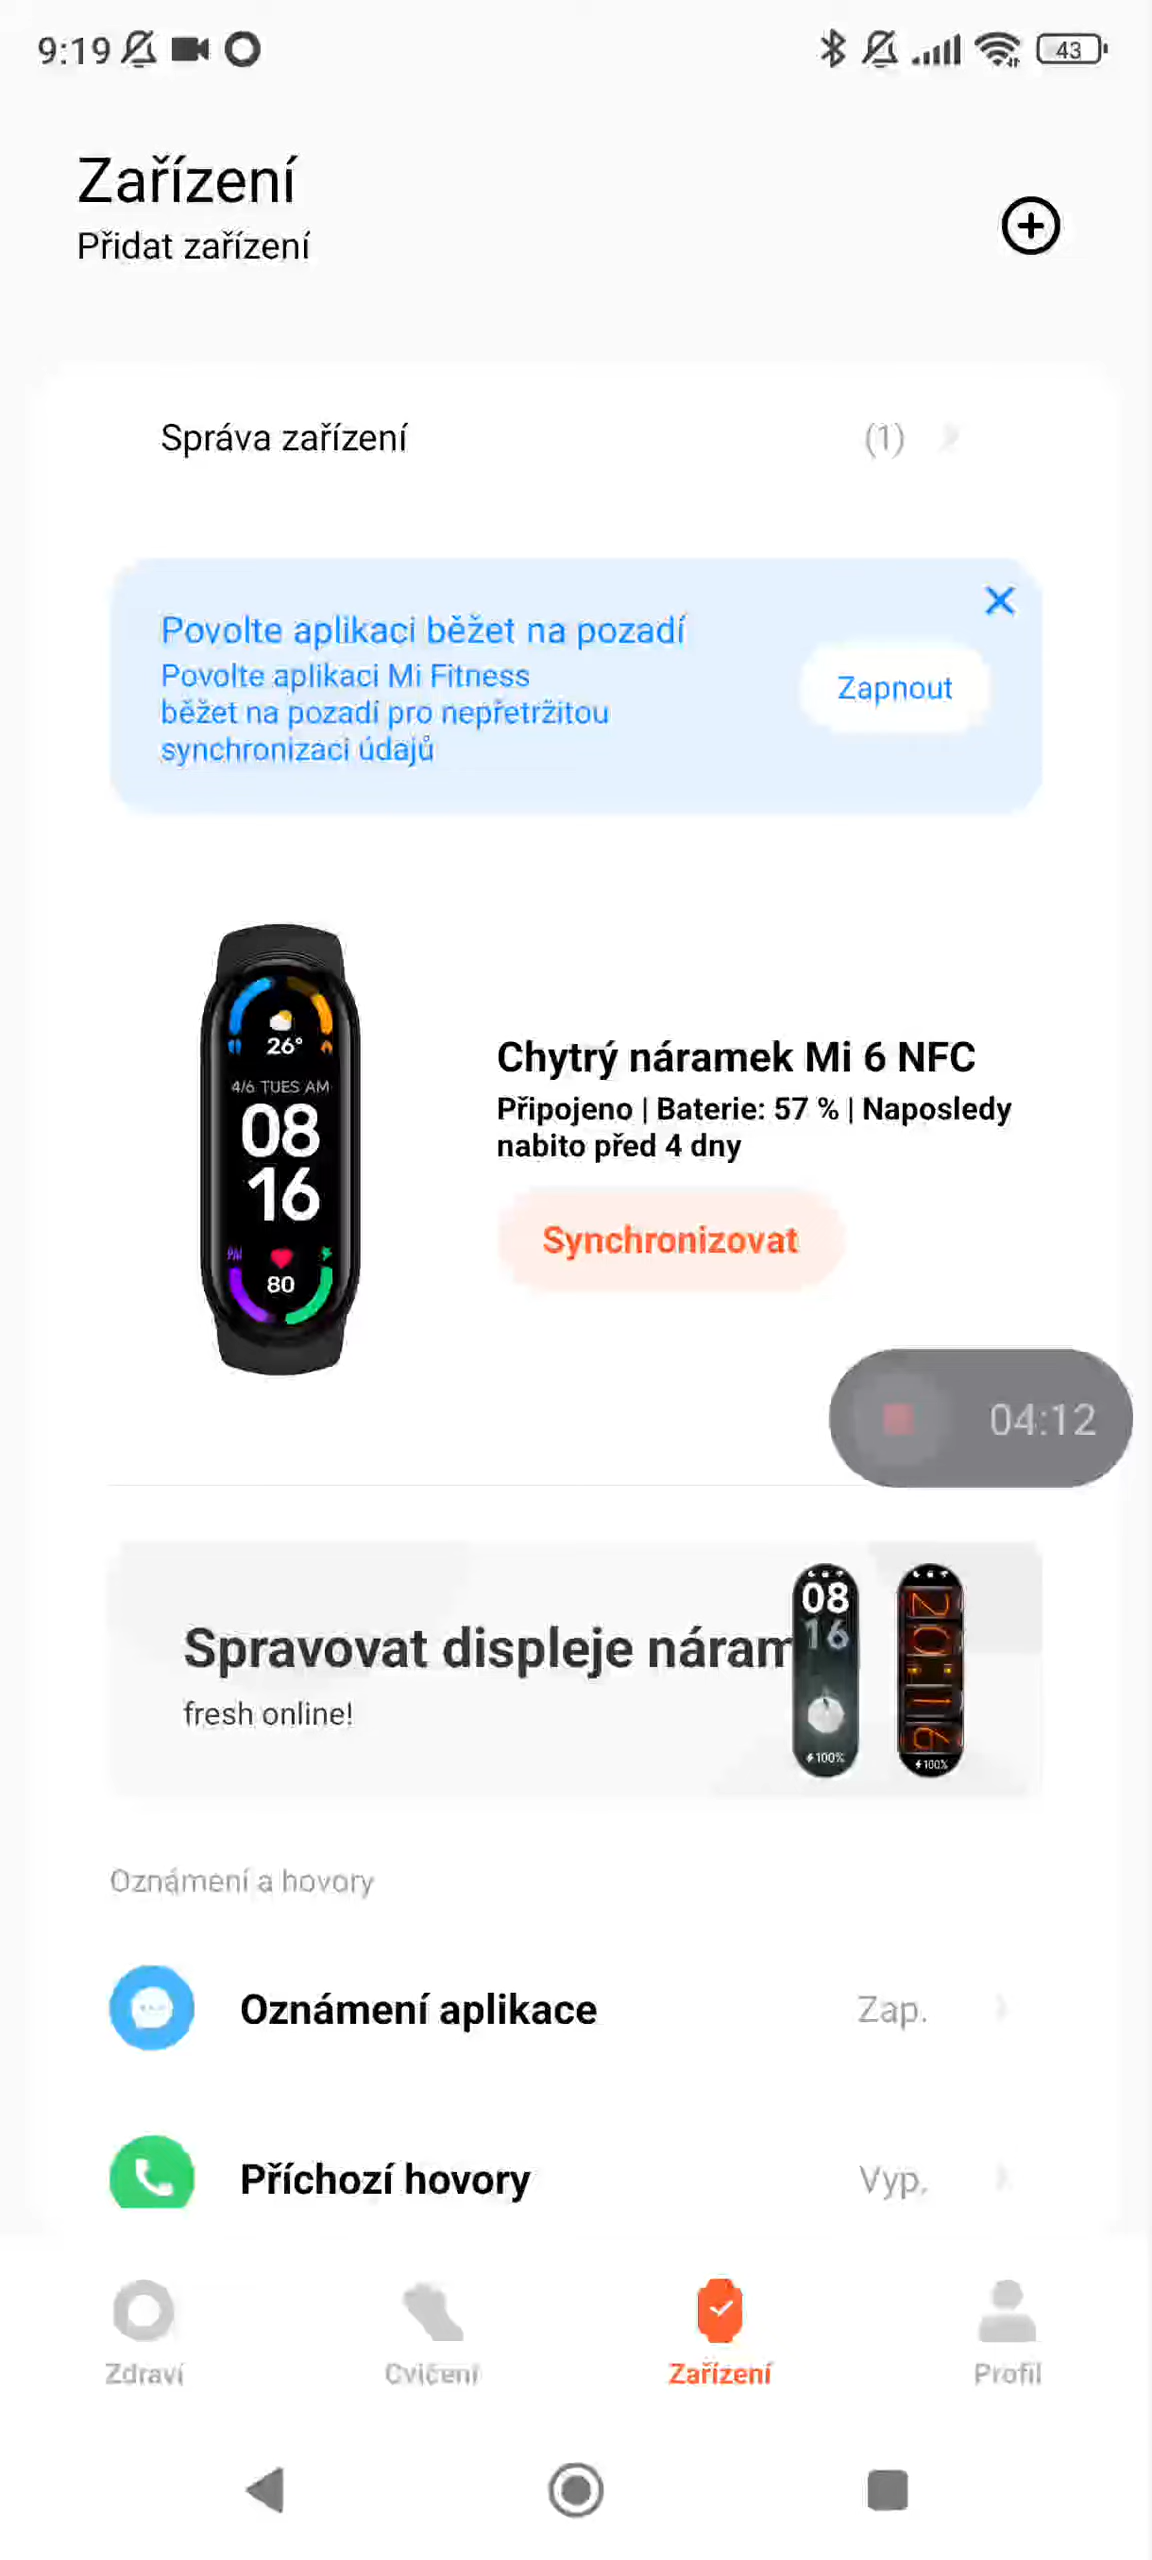 9:19
43
Zařízení
Přidat zařízení
Správa zařízení
(1)
Povolte aplikaci běžet na pozadí
Povolte aplikaci Mi Fitness
běžet na pozadí pro nepřetržitou
synchronizaci údajů
Zapnout
26°
4/6 TUES AM
08
16
PAI
80
Chytrý náramek Mi 6 NFC
Připojeno | Baterie: 57 % | Naposledy
nabito před 4 dny
Synchronizovat
04:12
Spravovat displeje náram
fresh online!
08
16
100%
20:16
100%
Oznámení a hovory
Oznámení aplikace
Zap.
Příchozí hovory
Vyp.
Zdraví
Cvičení
Zařízení
Profil